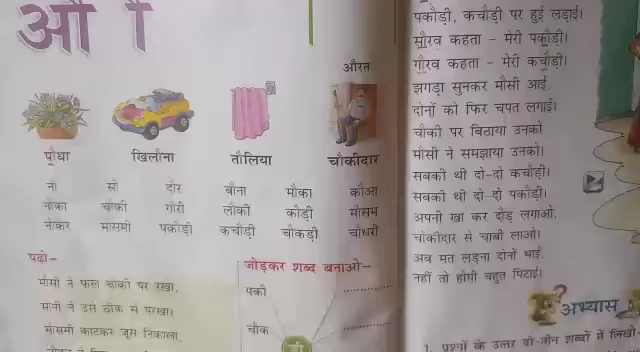 औ ौ
औरत
पौधा खिलौना तौलिया चौकीदार
नौ सौ दौर बौना मौका कौआ
नौका चौकी गौरी लौकी कौड़ी मौसम
नौकर मौसमी पकौड़ी कचौड़ी चौकड़ी चौधरी
पढ़ो–
मौसी ने फल चौकी पर रखा,
मौनी ने उसे छौंक से परखा।
मौसमी काटकर जूस निकाला,
जोड़कर शब्द बनाओ–
पकौ
चौक
पकौड़ी, कचौड़ी पर हुई लड़ाई।
सौरव कहता – मेरी पकौड़ी।
गौरव कहता – मेरी कचौड़ी।
झगड़ा सुनकर मौसी आई,
दोनों को फिर चपत लगाई।
चौकी पर बिठाया उनको
मौसी ने समझाया उनको।
सबको थी दो-दो कचौड़ी।
सबको थी दो-दो पकौड़ी।
अपनी खा कर दौड़ लगाओ।
चौकीदार से चाबी लाओ।
अब मत लड़ना दोनों भाई,
नहीं तो होगी बहुत पिटाई।
अभ्यास
1. प्रश्नों के उत्तर दो-तीन शब्दों में लिखो